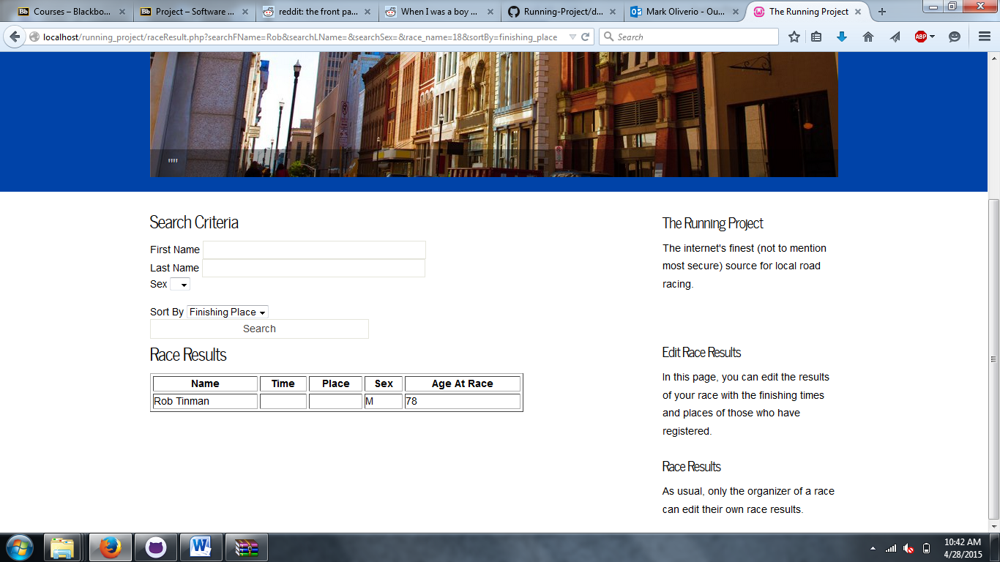 Courses – Blackbo...
Project – Software ...
reddit: the front pa...
When I was a boy ...
Running-Project/d...
Mark Oliverio - Ou...
The Running Project
localhost/running_project/raceResult.php?searchFName=Rob&searchLName=&searchSex=&race_name=18&sortBy=finishing_place
Search
""
Search Criteria
First Name
Last Name
Sex
Sort By Finishing Place
Search
Race Results
Name Time Place Sex Age At Race
Rob Tinman M 78
The Running Project
The internet's finest (not to mention
most secure) source for local road
racing.
Edit Race Results
In this page, you can edit the results
of your race with the finishing times
and places of those who have
registered.
Race Results
As usual, only the organizer of a race
can edit their own race results.
10:42 AM
4/28/2015